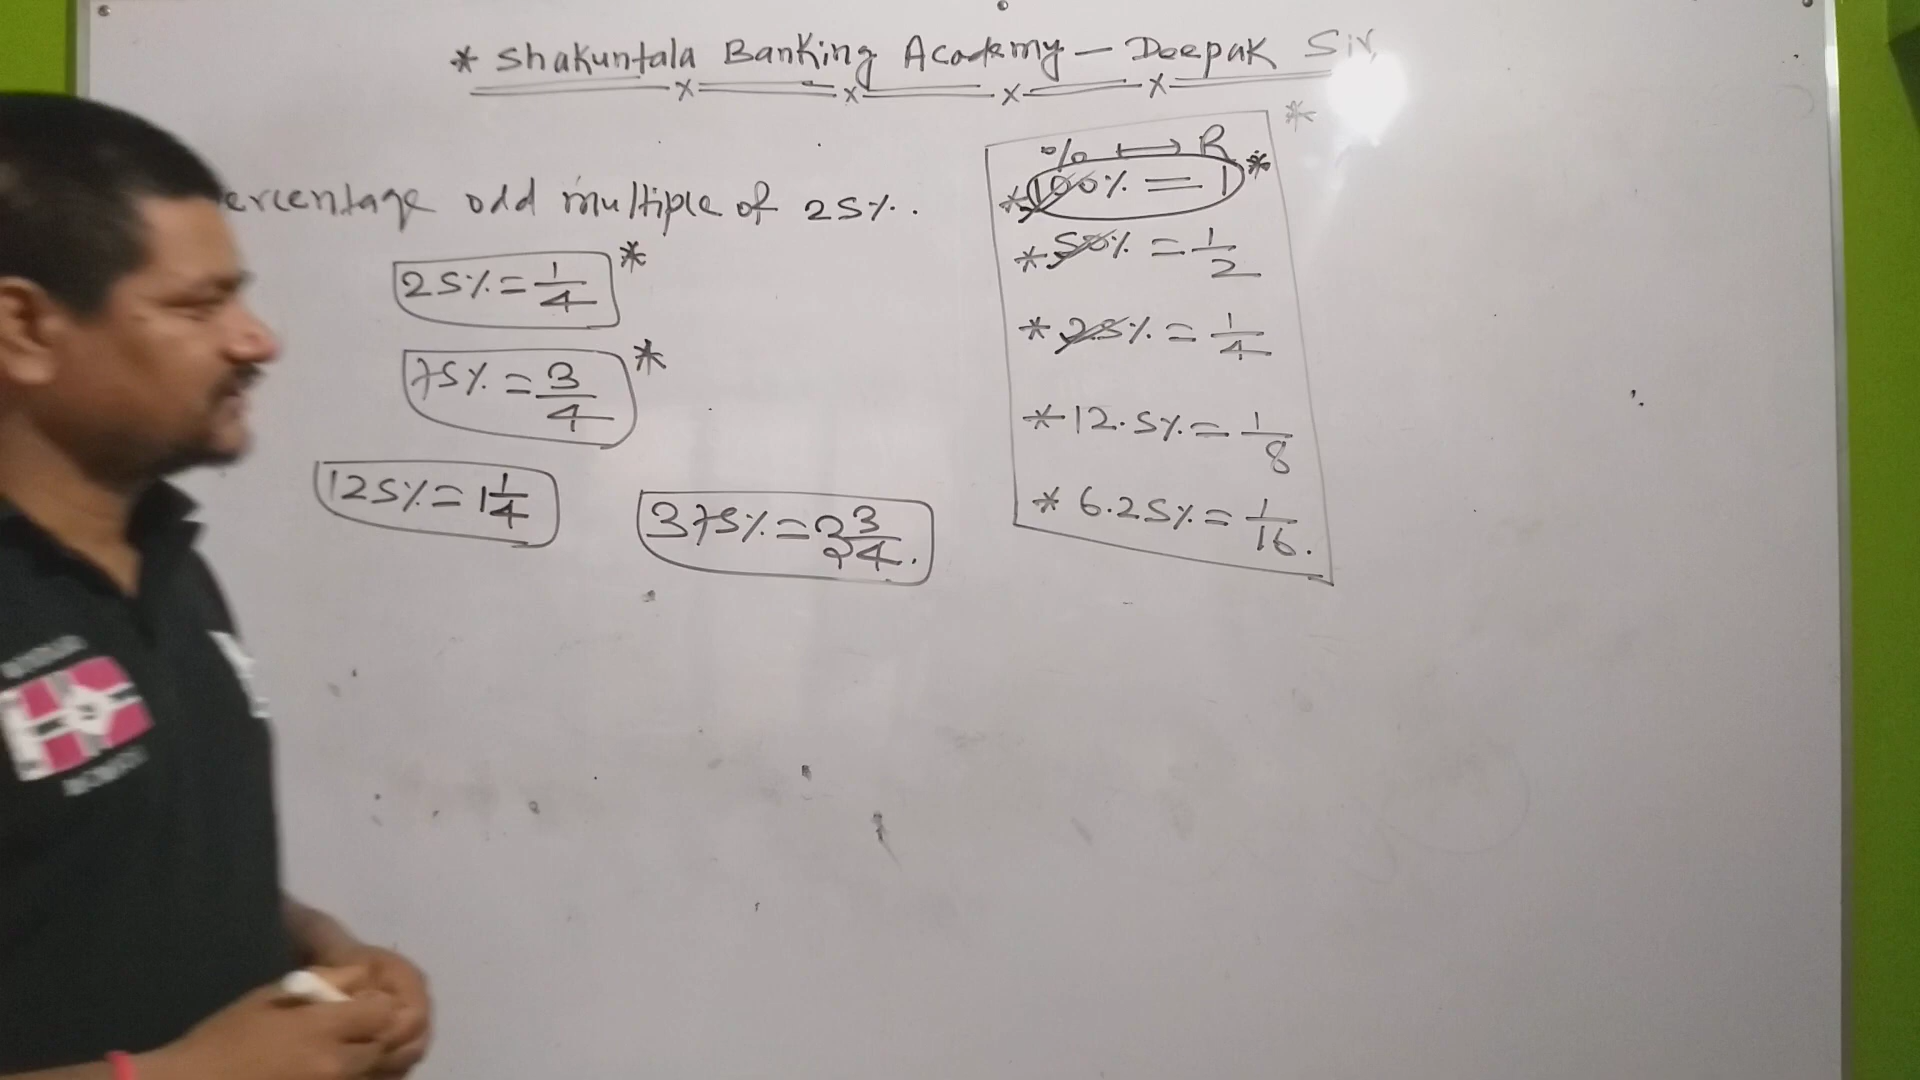 * Shakuntala Banking Academy — Deepak Sir.
ercentage odd multiple of 25%.
25% = 1/4 *
75% = 3/4 *
125% = 1 1/4
375% = 3 3/4.
% → R *
* 100% = 1 *
* 50% = 1/2
* 25% = 1/4
* 12.5% = 1/8
* 6.25% = 1/16.